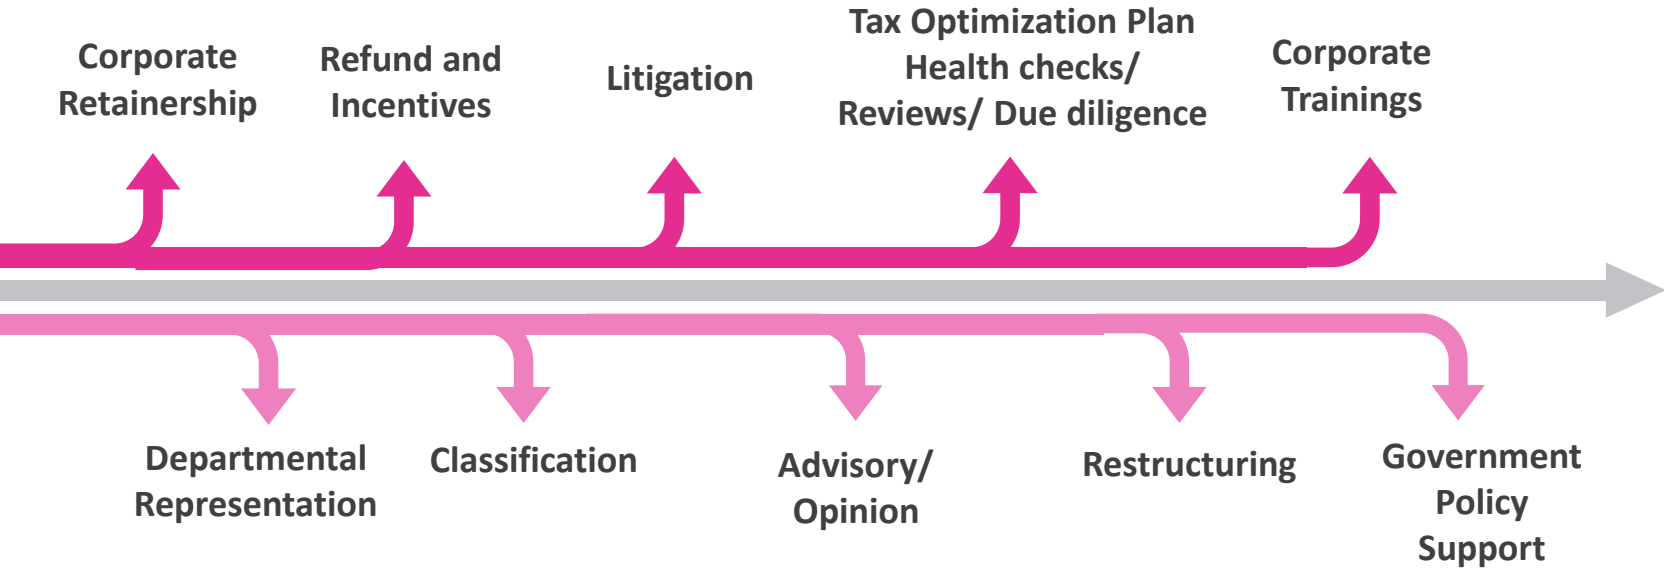 Corporate
Retainership
Refund and
Incentives
Litigation
Tax Optimization Plan
Health checks/
Reviews/ Due diligence
Corporate
Trainings
Departmental
Representation
Classification
Advisory/
Opinion
Restructuring
Government
Policy
Support